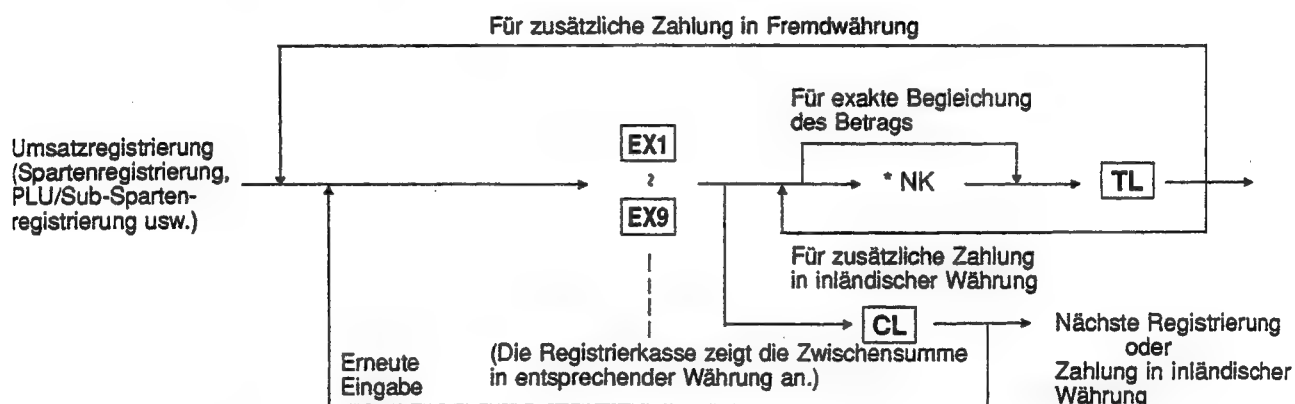 Für zusätzliche Zahlung in Fremdwährung
Für exakte Begleichung
des Betrags
Umsatzregistrierung
(Spartenregistrierung,
PLU/Sub-Sparten-
registrierung usw.)
EX1
≀
EX9
* NK
TL
Für zusätzliche Zahlung
in inländischer Währung
CL
Nächste Registrierung
oder
Zahlung in inländischer
Währung
(Die Registrierkasse zeigt die Zwischensumme
in entsprechender Währung an.)
Erneute
Eingabe